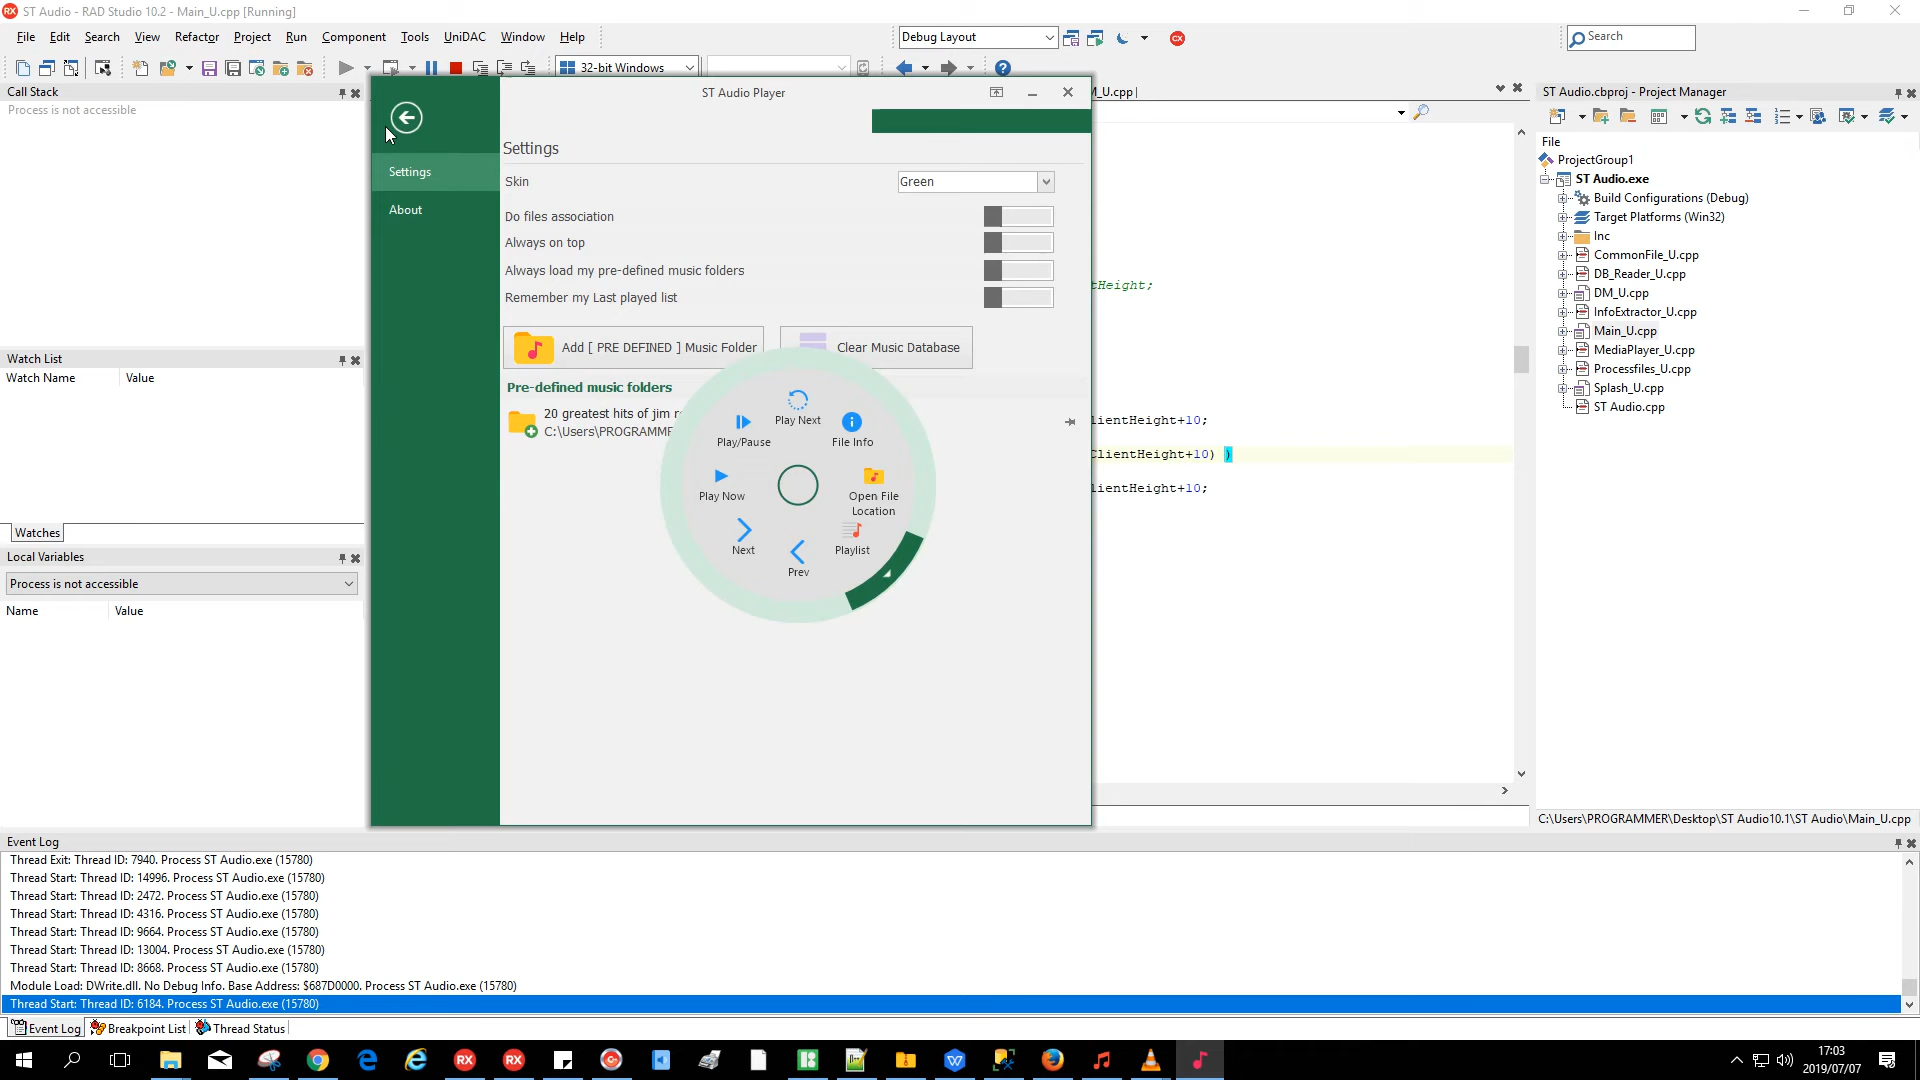 ST Audio - RAD Studio 10.2 - Main_U.cpp [Running]
File Edit Search View Refactor Project Run Component Tools UniDAC Window Help
Debug Layout
Search
32-bit Windows
Call Stack
Process is not accessible
Watch List
Watch Name Value
Watches
Local Variables
Process is not accessible
Name Value
ST Audio Player
Settings
About
Settings
Skin
Green
Do files association
Always on top
Always load my pre-defined music folders
Remember my Last played list
Add [ PRE DEFINED ] Music Folder
Clear Music Database
Pre-defined music folders
20 greatest hits of jim
C:\Users\PROGRAMME
Play Next
Play/Pause
File Info
Play Now
Open File
Location
Next
Playlist
Prev
M_U.cpp
tHeight;
lientHeight+10;
ClientHeight+10) )
lientHeight+10;
ST Audio.cbproj - Project Manager
File
ProjectGroup1
ST Audio.exe
Build Configurations (Debug)
Target Platforms (Win32)
Inc
CommonFile_U.cpp
DB_Reader_U.cpp
DM_U.cpp
InfoExtractor_U.cpp
Main_U.cpp
MediaPlayer_U.cpp
Processfiles_U.cpp
Splash_U.cpp
ST Audio.cpp
C:\Users\PROGRAMMER\Desktop\ST Audio10.1\ST Audio\Main_U.cpp
Event Log
Thread Exit: Thread ID: 7940. Process ST Audio.exe (15780)
Thread Start: Thread ID: 14996. Process ST Audio.exe (15780)
Thread Start: Thread ID: 2472. Process ST Audio.exe (15780)
Thread Start: Thread ID: 4316. Process ST Audio.exe (15780)
Thread Start: Thread ID: 9664. Process ST Audio.exe (15780)
Thread Start: Thread ID: 13004. Process ST Audio.exe (15780)
Thread Start: Thread ID: 8668. Process ST Audio.exe (15780)
Module Load: DWrite.dll. No Debug Info. Base Address: $687D0000. Process ST Audio.exe (15780)
Thread Start: Thread ID: 6184. Process ST Audio.exe (15780)
Event Log Breakpoint List Thread Status
17:03
2019/07/07